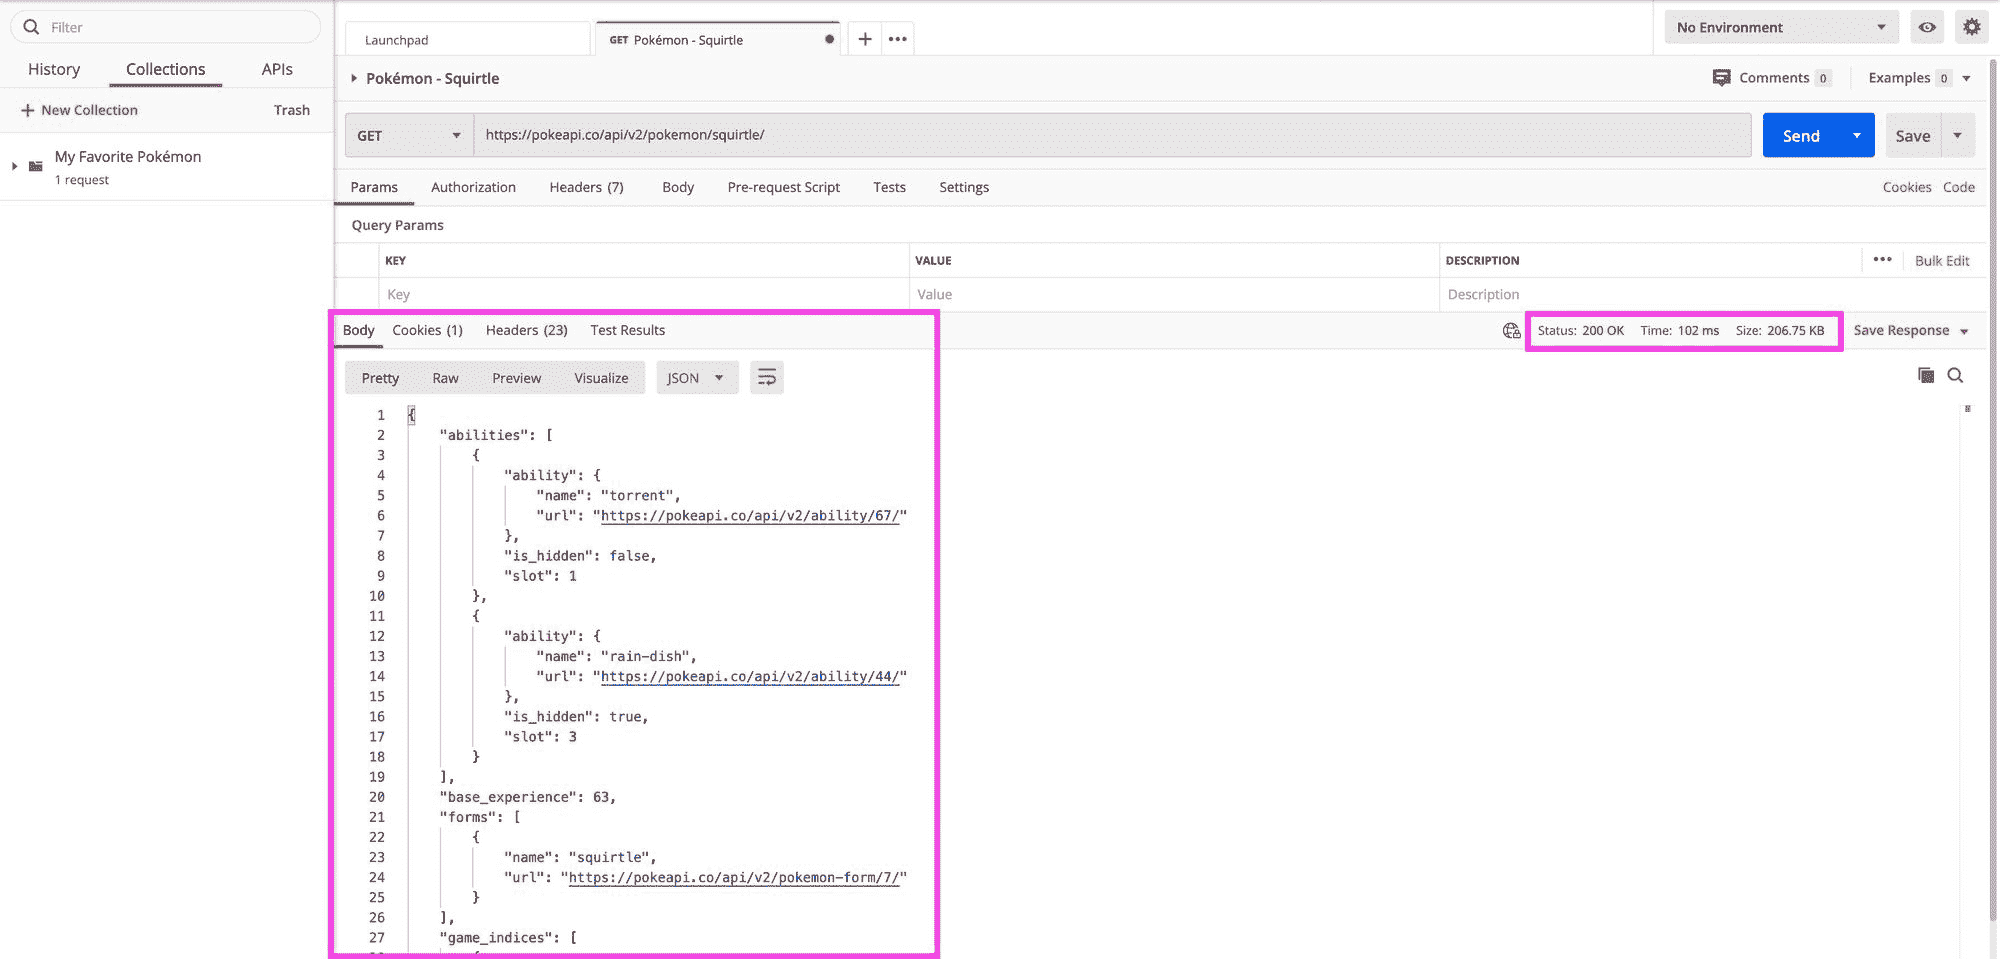 Filter
History Collections APIs
+ New Collection Trash
My Favorite Pokémon
1 request
Launchpad GET Pokémon - Squirtle + ••• No Environment
Pokémon - Squirtle Comments 0 Examples 0
GET https://pokeapi.co/api/v2/pokemon/squirtle/ Send Save
Params Authorization Headers (7) Body Pre-request Script Tests Settings Cookies Code
Query Params
KEY VALUE DESCRIPTION ••• Bulk Edit
Key Value Description
Body Cookies (1) Headers (23) Test Results Status: 200 OK Time: 102 ms Size: 206.75 KB Save Response
Pretty Raw Preview Visualize JSON
1 {
2 "abilities": [
3 {
4 "ability": {
5 "name": "torrent",
6 "url": "https://pokeapi.co/api/v2/ability/67/"
7 },
8 "is_hidden": false,
9 "slot": 1
10 },
11 {
12 "ability": {
13 "name": "rain-dish",
14 "url": "https://pokeapi.co/api/v2/ability/44/"
15 },
16 "is_hidden": true,
17 "slot": 3
18 }
19 ],
20 "base_experience": 63,
21 "forms": [
22 {
23 "name": "squirtle",
24 "url": "https://pokeapi.co/api/v2/pokemon-form/7/"
25 }
26 ],
27 "game_indices": [